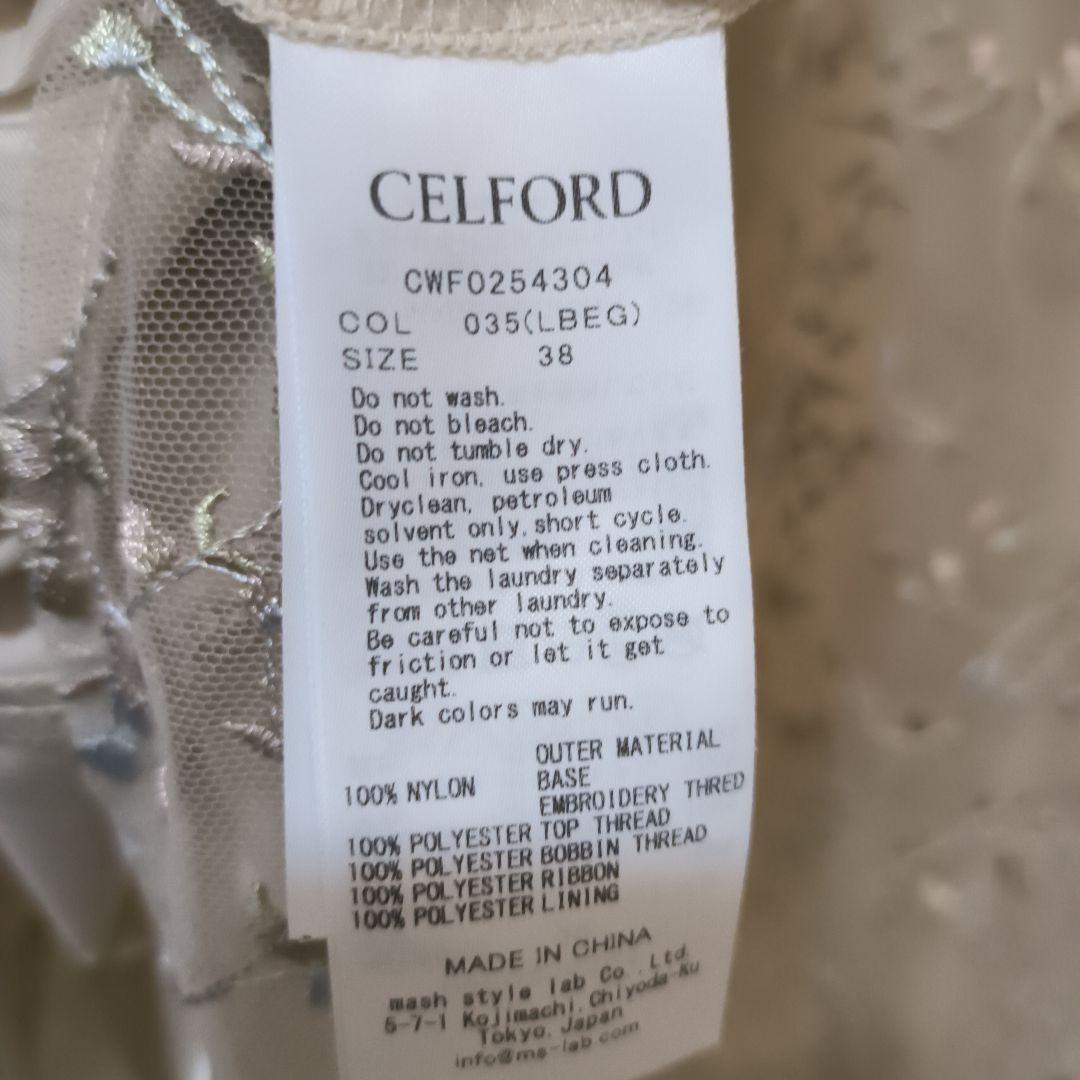 CELFORD
CWF0254304
COL 035(LBEG)
SIZE 38
Do not wash.
Do not bleach.
Do not tumble dry.
Cool iron, use press cloth.
Dryclean, petroleum
solvent only, short cycle.
Use the net when cleaning.
Wash the laundry separately
from other laundry.
Be careful not to expose to
friction or let it get
caught.
Dark colors may run.
OUTER MATERIAL
100% NYLON BASE
EMBROIDERY THRED
100% POLYESTER TOP THREAD
100% POLYESTER BOBBIN THREAD
100% POLYESTER RIBBON
100% POLYESTER LINING
MADE IN CHINA
mash style lab Co.,Ltd.
5-7-1 Kojimachi, Chiyoda-Ku
Tokyo, Japan
info@ms-lab.com